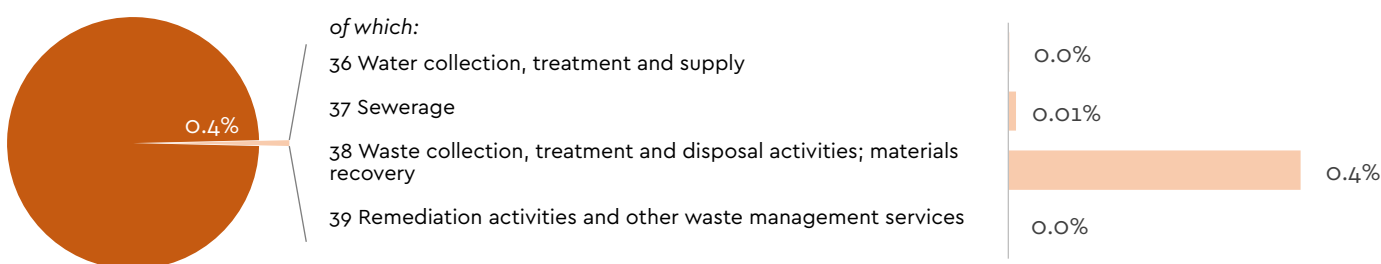 of which:
0.4%
36 Water collection, treatment and supply
0.0%
37 Sewerage
0.01%
38 Waste collection, treatment and disposal activities; materials
recovery
0.4%
39 Remediation activities and other waste management services
0.0%